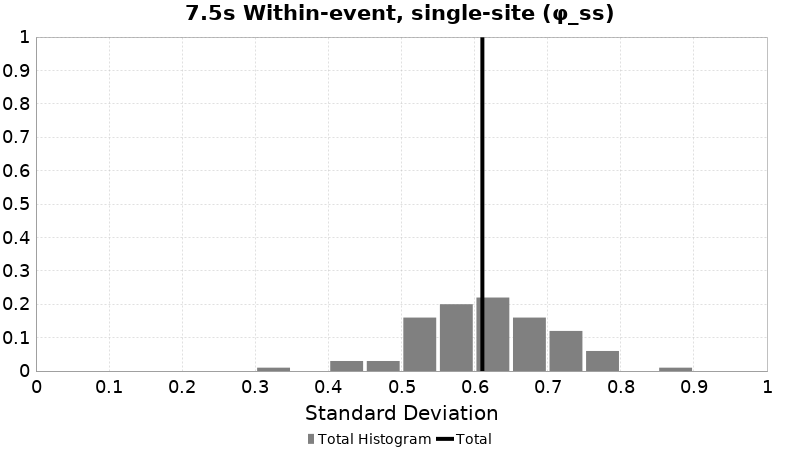 7.5s Within-event, single-site (φ_ss)
1
0.9
0.8
0.7
0.6
0.5
0.4
0.3
0.2
0.1
0
0 0.1 0.2 0.3 0.4 0.5 0.6 0.7 0.8 0.9 1
Standard Deviation
Total Histogram Total